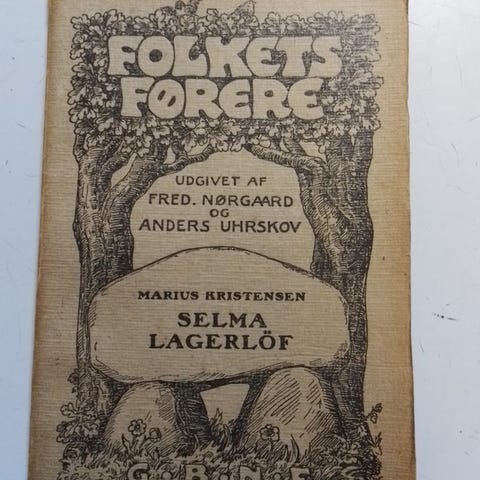 FOLKETS
FØRERE
UDGIVET AF
FRED. NØRGAARD
OG
ANDERS UHRSKOV
MARIUS KRISTENSEN
SELMA
LAGERLÖF
G.B.N.F.